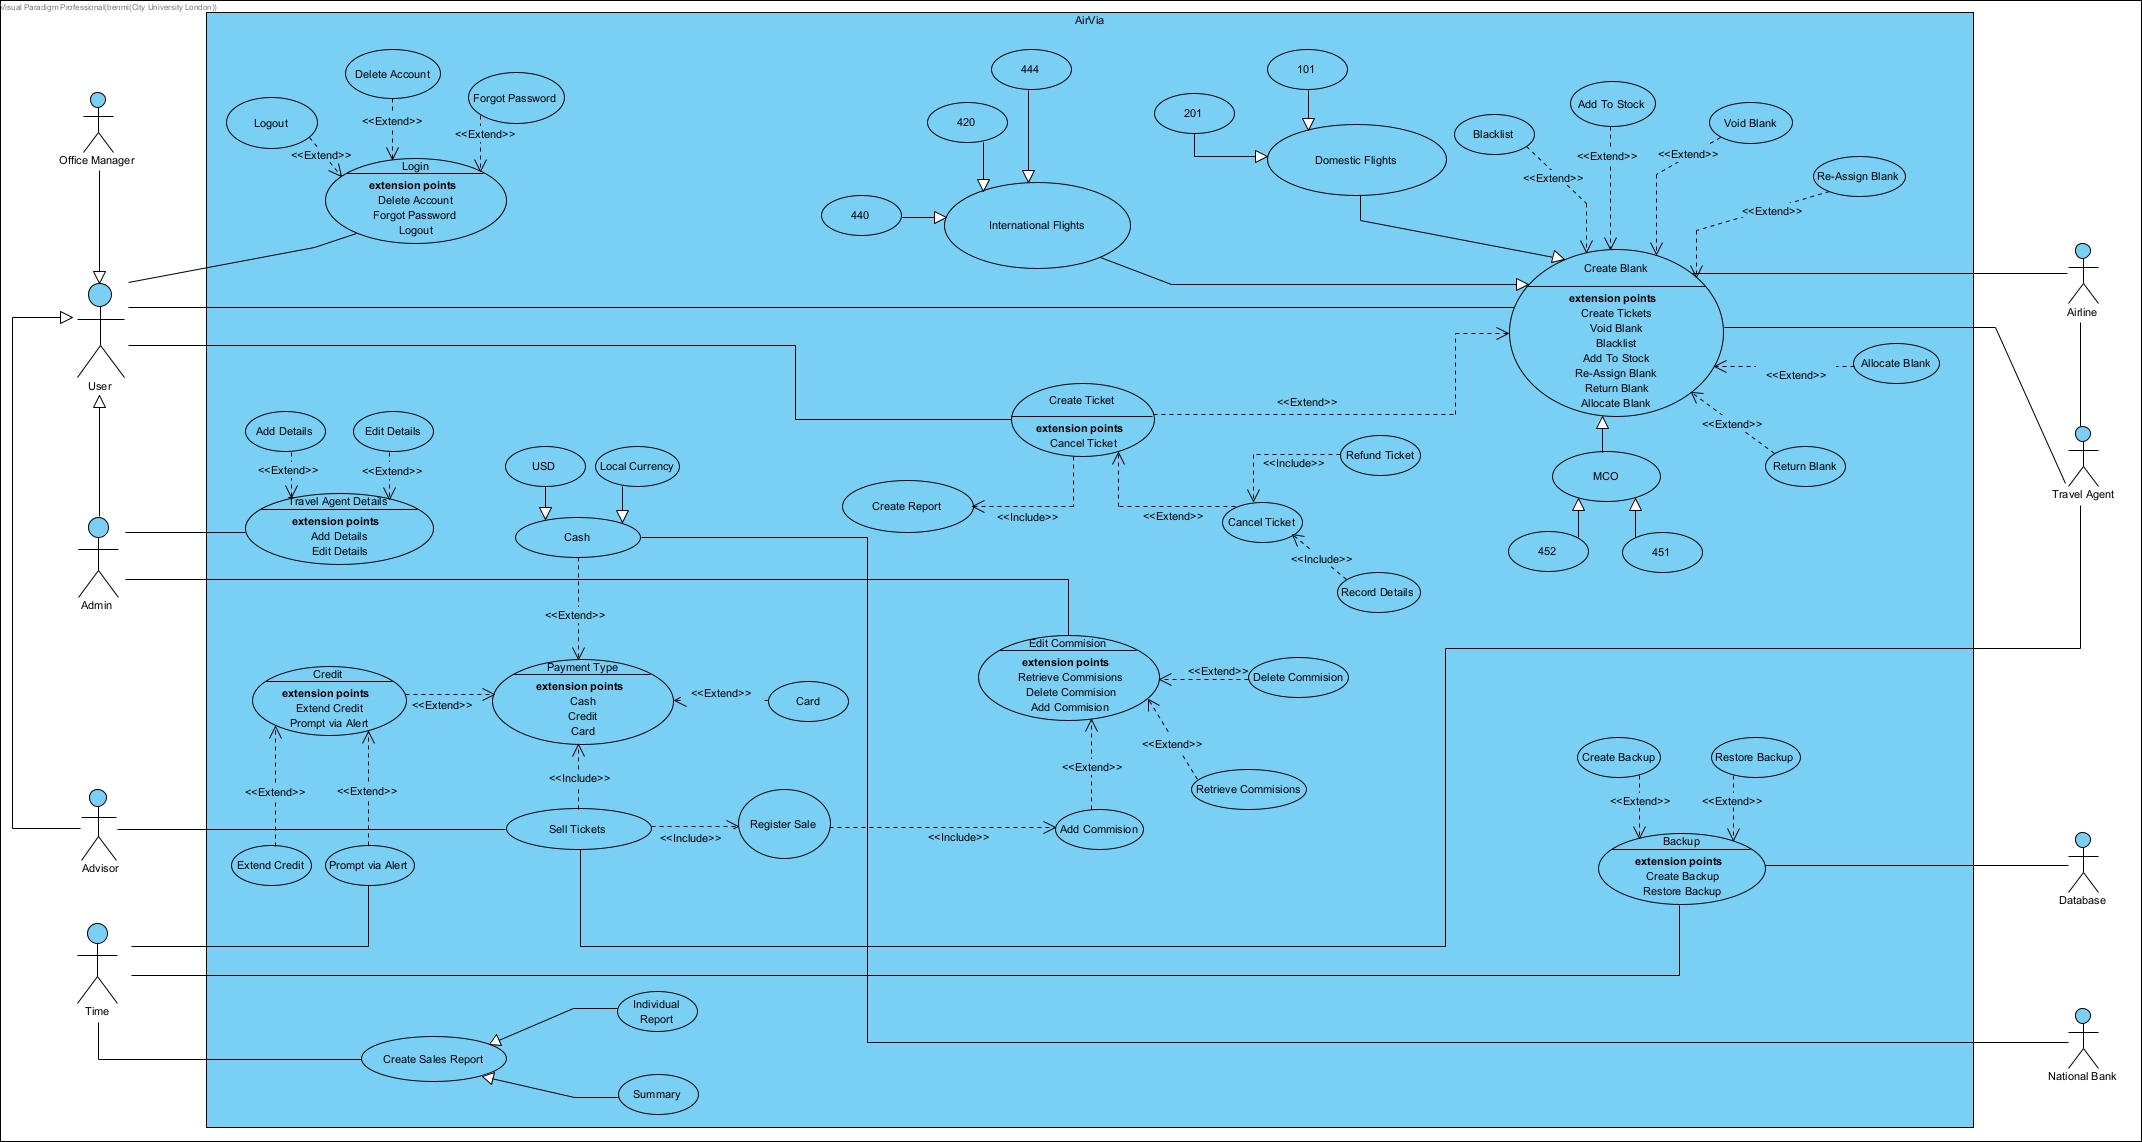 Visual Paradigm Professional(benmi(City University London))
AirVia
Office Manager
User
Admin
Advisor
Time
Logout
Delete Account
Forgot Password
<<Extend>>
<<Extend>>
<<Extend>>
Login
extension points
Delete Account
Forgot Password
Logout
444
420
440
International Flights
101
201
Domestic Flights
Blacklist
Add To Stock
Void Blank
Re-Assign Blank
<<Extend>>
<<Extend>>
<<Extend>>
<<Extend>>
Create Blank
extension points
Create Tickets
Void Blank
Blacklist
Add To Stock
Re-Assign Blank
Return Blank
Allocate Blank
Allocate Blank
<<Extend>>
<<Extend>>
Return Blank
MCO
452
451
Airline
Travel Agent
Database
National Bank
Add Details
Edit Details
<<Extend>>
<<Extend>>
Travel Agent Details
extension points
Add Details
Edit Details
USD
Local Currency
Cash
<<Extend>>
Create Ticket
extension points
Cancel Ticket
<<Extend>>
Create Report
<<Include>>
<<Extend>>
Refund Ticket
<<Include>>
Cancel Ticket
<<Include>>
Record Details
Credit
extension points
Extend Credit
Prompt via Alert
<<Extend>>
Payment Type
extension points
Cash
Credit
Card
<<Extend>>
Card
<<Extend>>
<<Extend>>
Extend Credit
Prompt via Alert
<<Include>>
Sell Tickets
<<Include>>
Register Sale
<<Include>>
Add Commision
Edit Commision
extension points
Retrieve Commisions
Delete Commision
Add Commision
<<Extend>>
Delete Commision
<<Extend>>
<<Extend>>
Retrieve Commisions
Create Backup
Restore Backup
<<Extend>>
<<Extend>>
Backup
extension points
Create Backup
Restore Backup
Individual
Report
Create Sales Report
Summary